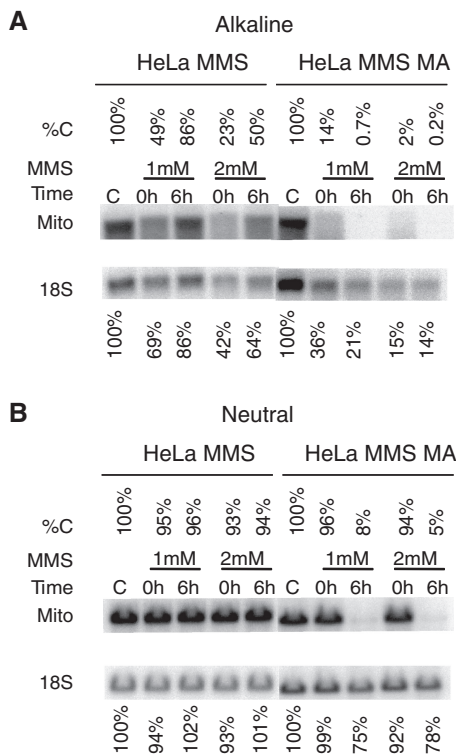 A
Alkaline
HeLa MMS HeLa MMS MA
%C 100% 49% 86% 23% 50% 100% 14% 0.7% 2% 0.2%
MMS 1mM 2mM 1mM 2mM
Time C 0h 6h 0h 6h C 0h 6h 0h 6h
Mito
18S
100% 69% 86% 42% 64% 100% 36% 21% 15% 14%
B
Neutral
HeLa MMS HeLa MMS MA
%C 100% 95% 96% 93% 94% 100% 96% 8% 94% 5%
MMS 1mM 2mM 1mM 2mM
Time C 0h 6h 0h 6h C 0h 6h 0h 6h
Mito
18S
100% 94% 102% 93% 101% 100% 99% 75% 92% 78%